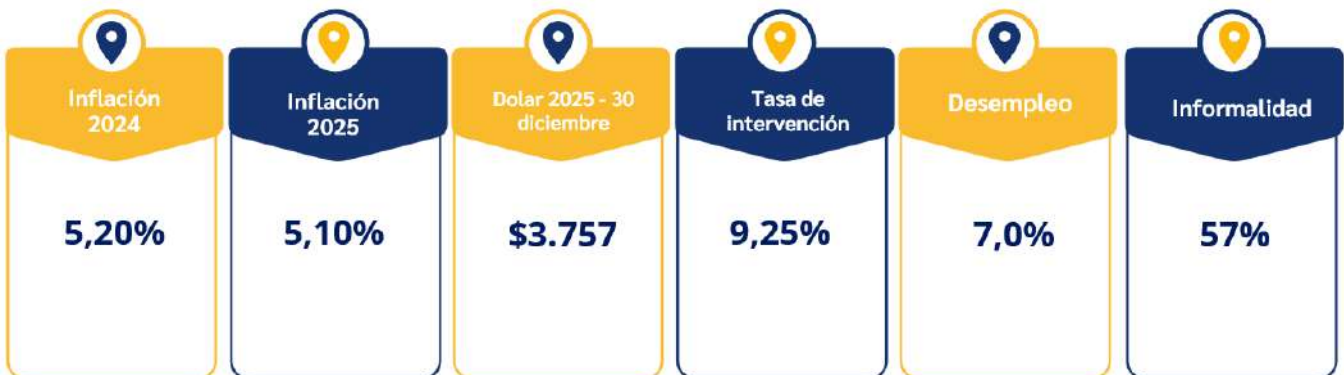 Inflación
2024
5,20%
Inflación
2025
5,10%
Dolar 2025 - 30
diciembre
$3.757
Tasa de
intervención
9,25%
Desempleo
7,0%
Informalidad
57%